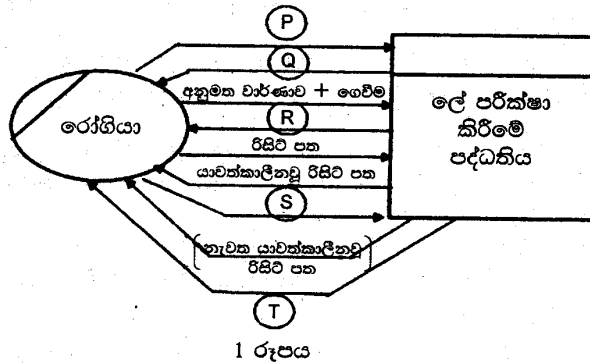 P
Q
අනුමත වාර්ණාව + ගෙවීම
ලේ පරීක්ෂා
කිරීමේ
පද්ධතිය
රෝගියා
R
රිසිට් පත
යාවත්කාලීනවූ රිසිට් පත
S
(නැවත යාවත්කාලීනවූ
රිසිට් පත)
T
1 රූපය